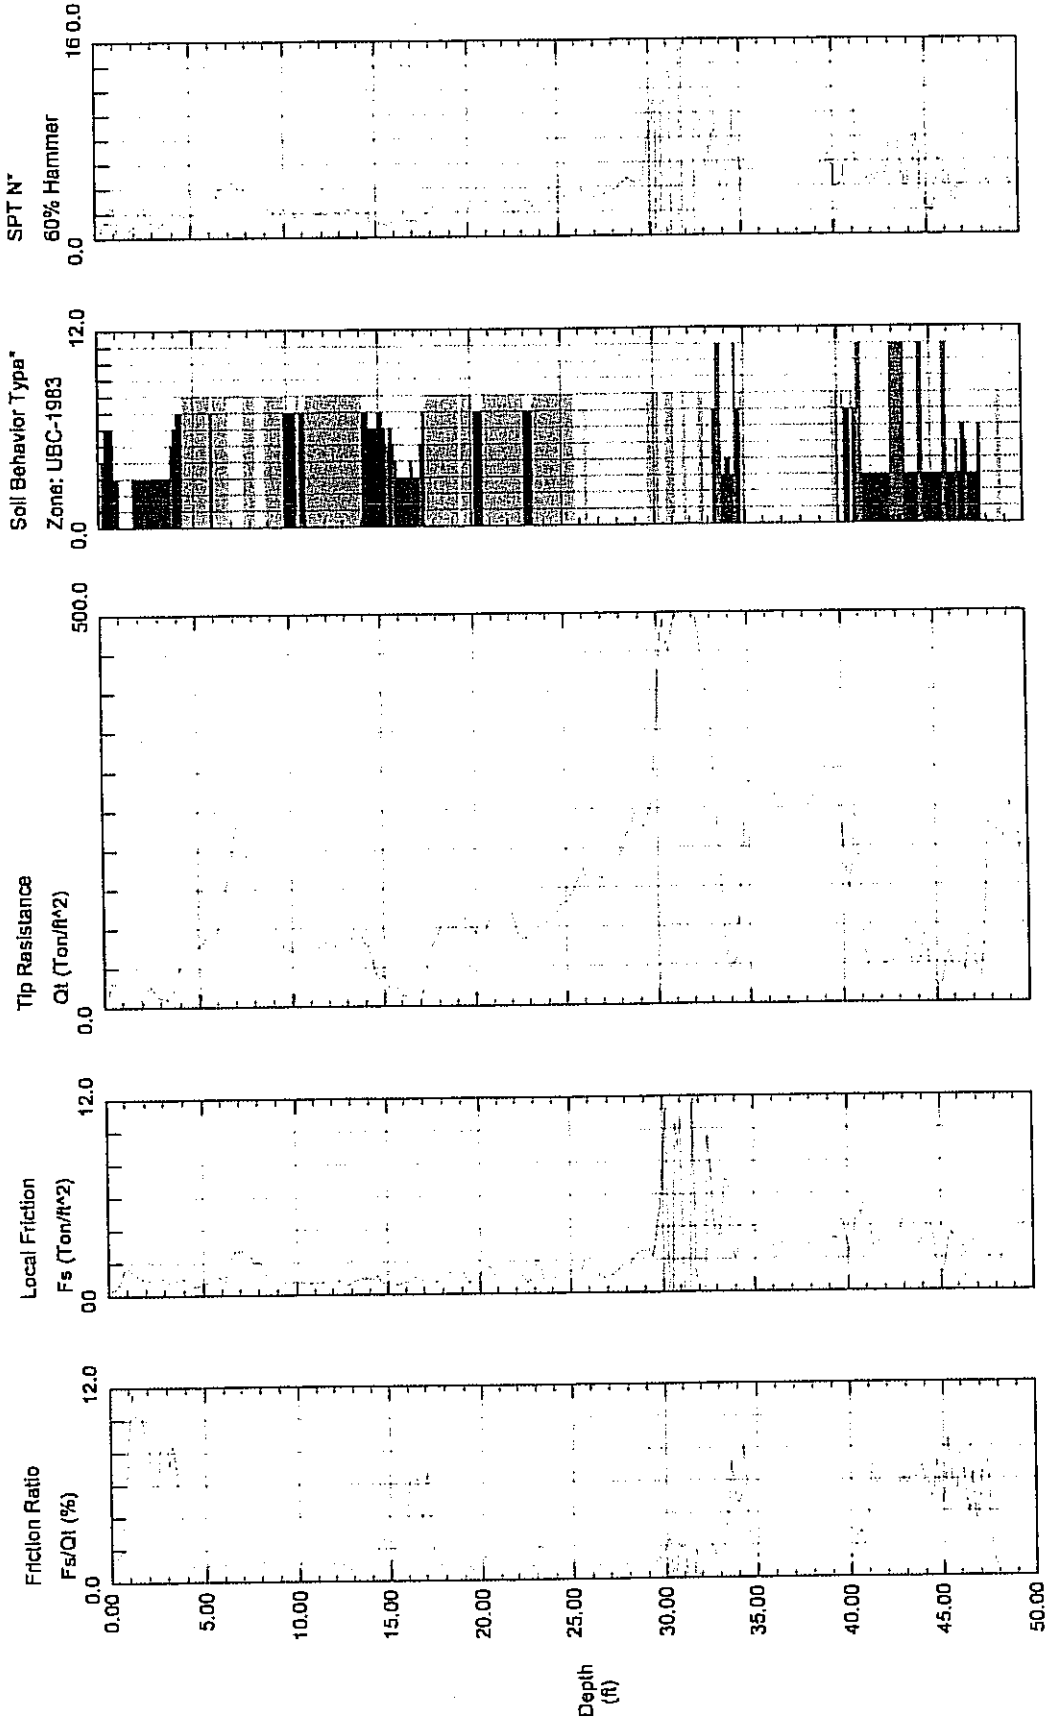 SPT N*
60% Hammer
0.0
16 0.0
Soil Behavior Type*
Zone: UBC-1983
0.0
12.0
Tip Rasistance
Qt (Ton/ft^2)
0.0
500.0
Local Friction
Fs (Ton/ft^2)
0 0
12.0
Friction Ratio
Fs/Qt (%)
0.0
12.0
0.00
5.00
10.00
15.00
20.00
25.00
30.00
35.00
40.00
45.00
50.00
Depth
(ft)